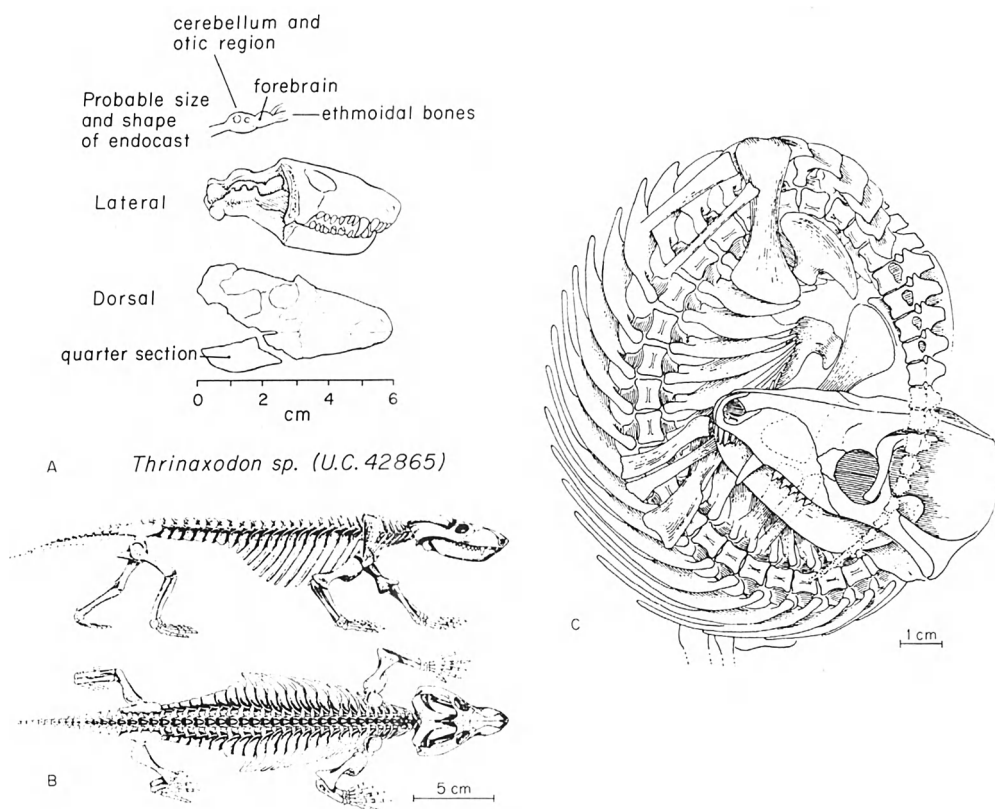 cerebellum and
otic region
forebrain
Probable size
and shape
of endocast
ethmoidal bones
Lateral
Dorsal
quarter section
0 2 4 6
cm
A Thrinaxodon sp. (U.C. 42865)
C
1 cm
B
5 cm